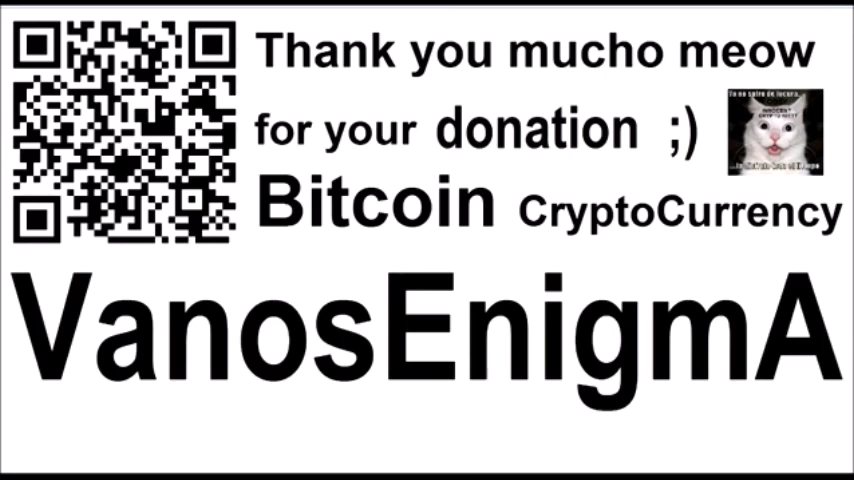 Thank you mucho meow
for your donation ;)
Bitcoin CryptoCurrency
VanosEnigmA